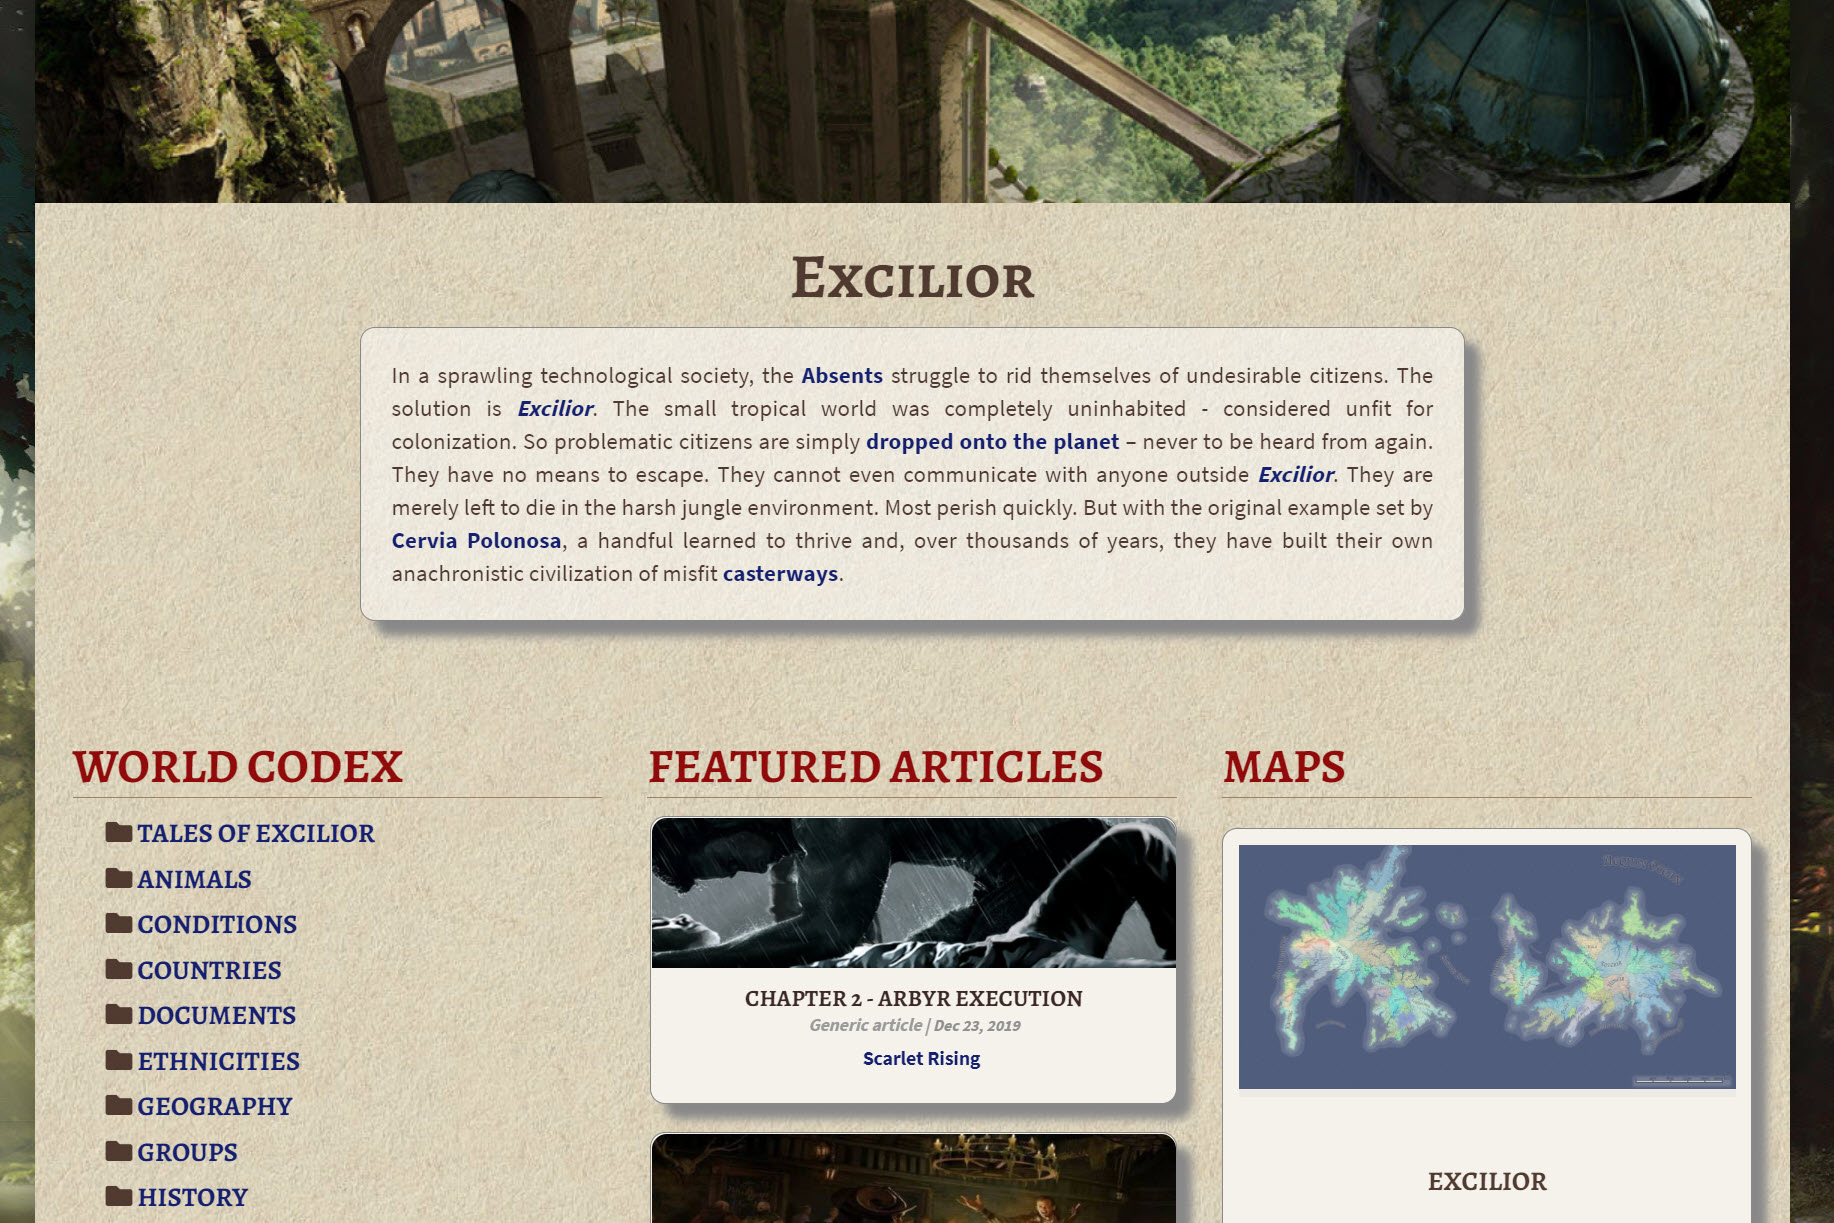 Excilior
In a sprawling technological society, the Absents struggle to rid themselves of undesirable citizens. The
solution is Excilior. The small tropical world was completely uninhabited - considered unfit for
colonization. So problematic citizens are simply dropped onto the planet – never to be heard from again.
They have no means to escape. They cannot even communicate with anyone outside Excilior. They are
merely left to die in the harsh jungle environment. Most perish quickly. But with the original example set by
Cervia Polonosa, a handful learned to thrive and, over thousands of years, they have built their own
anachronistic civilization of misfit casterways.
WORLD CODEX
TALES OF EXCILIOR
ANIMALS
CONDITIONS
COUNTRIES
DOCUMENTS
ETHNICITIES
GEOGRAPHY
GROUPS
HISTORY
FEATURED ARTICLES
CHAPTER 2 - ARBYR EXECUTION
Generic article | Dec 23, 2019
Scarlet Rising
MAPS
EXCILIOR